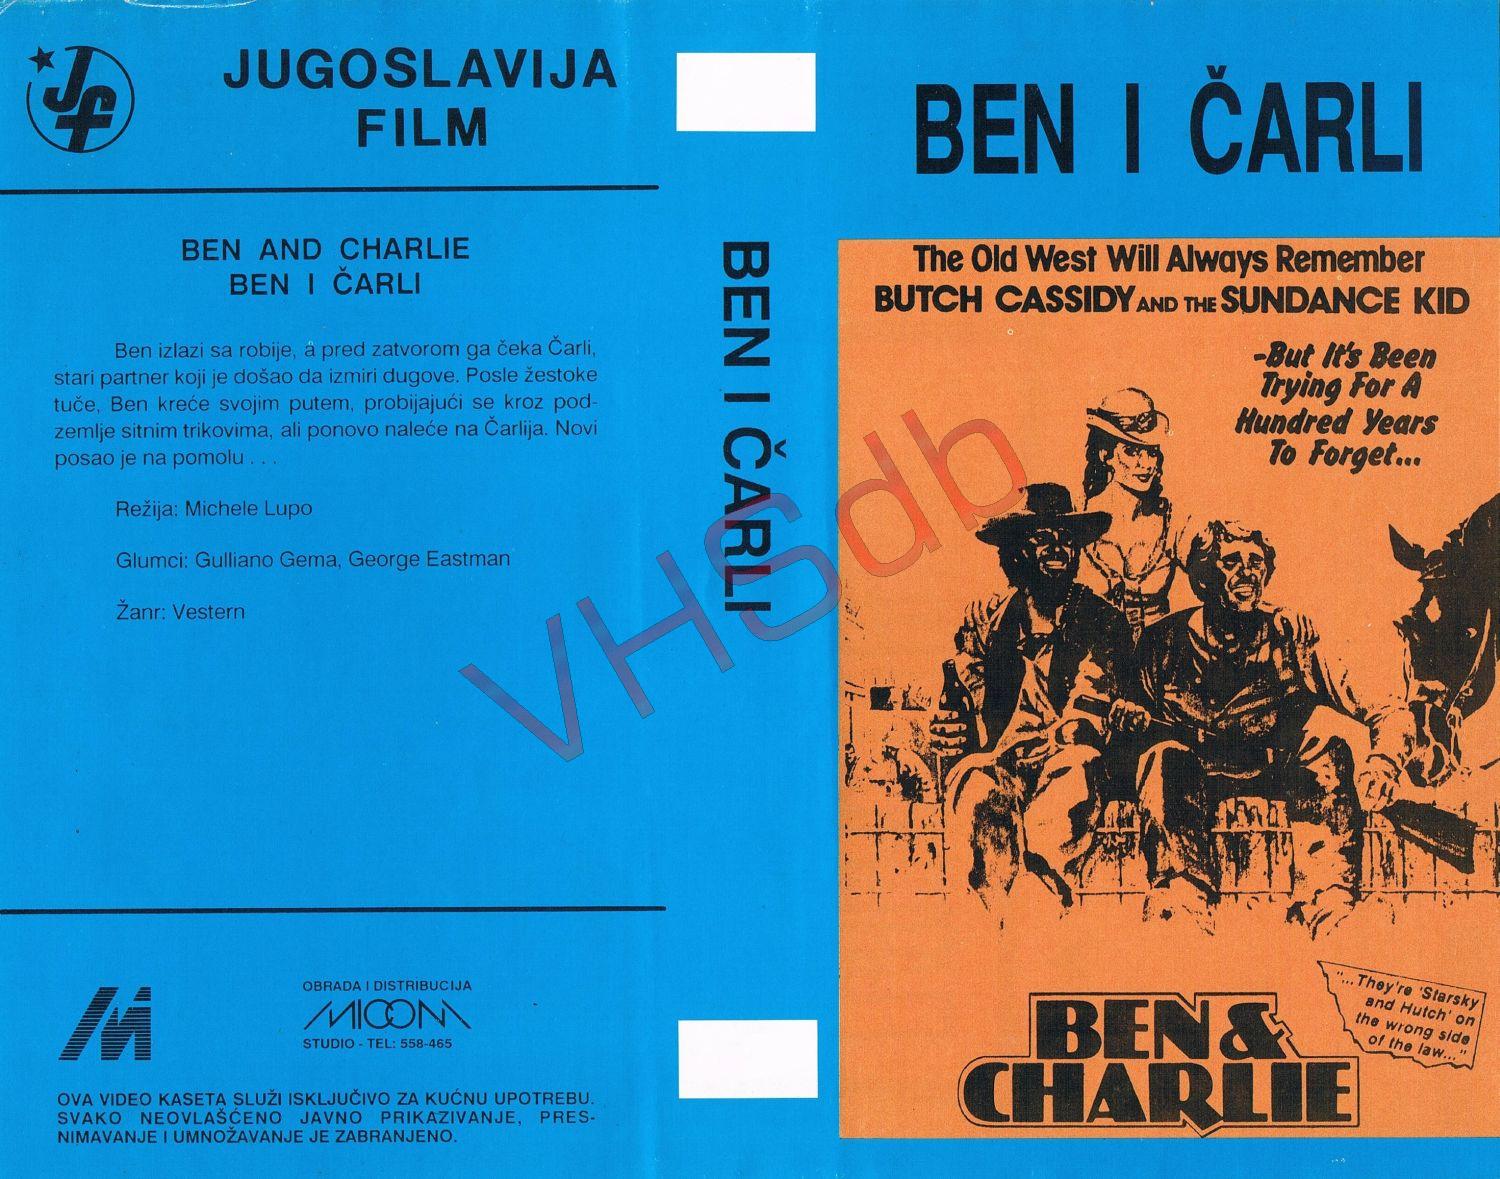 Jf
JUGOSLAVIJA
FILM
BEN AND CHARLIE
BEN I ČARLI
Ben izlazi sa robije, a pred zatvorom ga čeka Čarli,
stari partner koji je došao da izmiri dugove. Posle žestoke
tuče, Ben kreće svojim putem, probijajući se kroz pod-
zemlje sitnim trikovima, ali ponovo naleće na Čarlija. Novi
posao je na pomolu . . .
Režija: Michele Lupo
Glumci: Gulliano Gema, George Eastman
Žanr: Vestern
M
OBRADA I DISTRIBUCIJA
MICOM
STUDIO - TEL: 558-465
OVA VIDEO KASETA SLUŽI ISKLJUČIVO ZA KUĆNU UPOTREBU.
SVAKO NEOVLAŠĆENO JAVNO PRIKAZIVANJE, PRES-
NIMAVANJE I UMNOŽAVANJE JE ZABRANJENO.
BEN I ČARLI
VHSdb
BEN I ČARLI
The Old West Will Always Remember
BUTCH CASSIDY AND THE SUNDANCE KID
-But It's Been
Trying For A
Hundred Years
To Forget...
"...They're 'Starsky
and Hutch' on
the wrong side
of the law..."
BEN &
CHARLIE